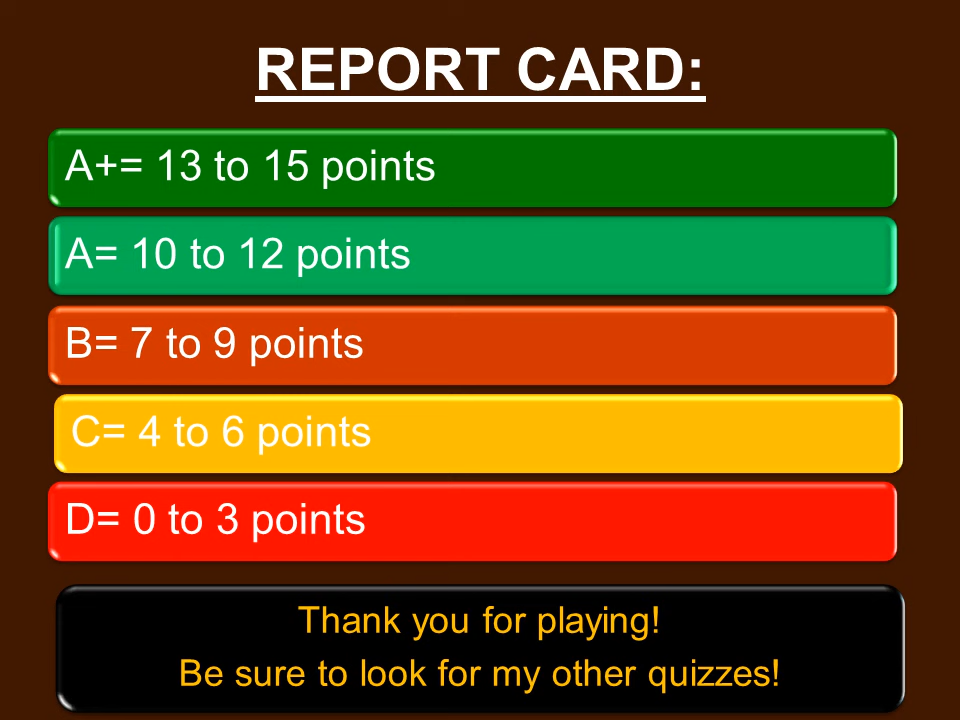 REPORT CARD:
A+= 13 to 15 points
A= 10 to 12 points
B= 7 to 9 points
C= 4 to 6 points
D= 0 to 3 points
Thank you for playing!
Be sure to look for my other quizzes!